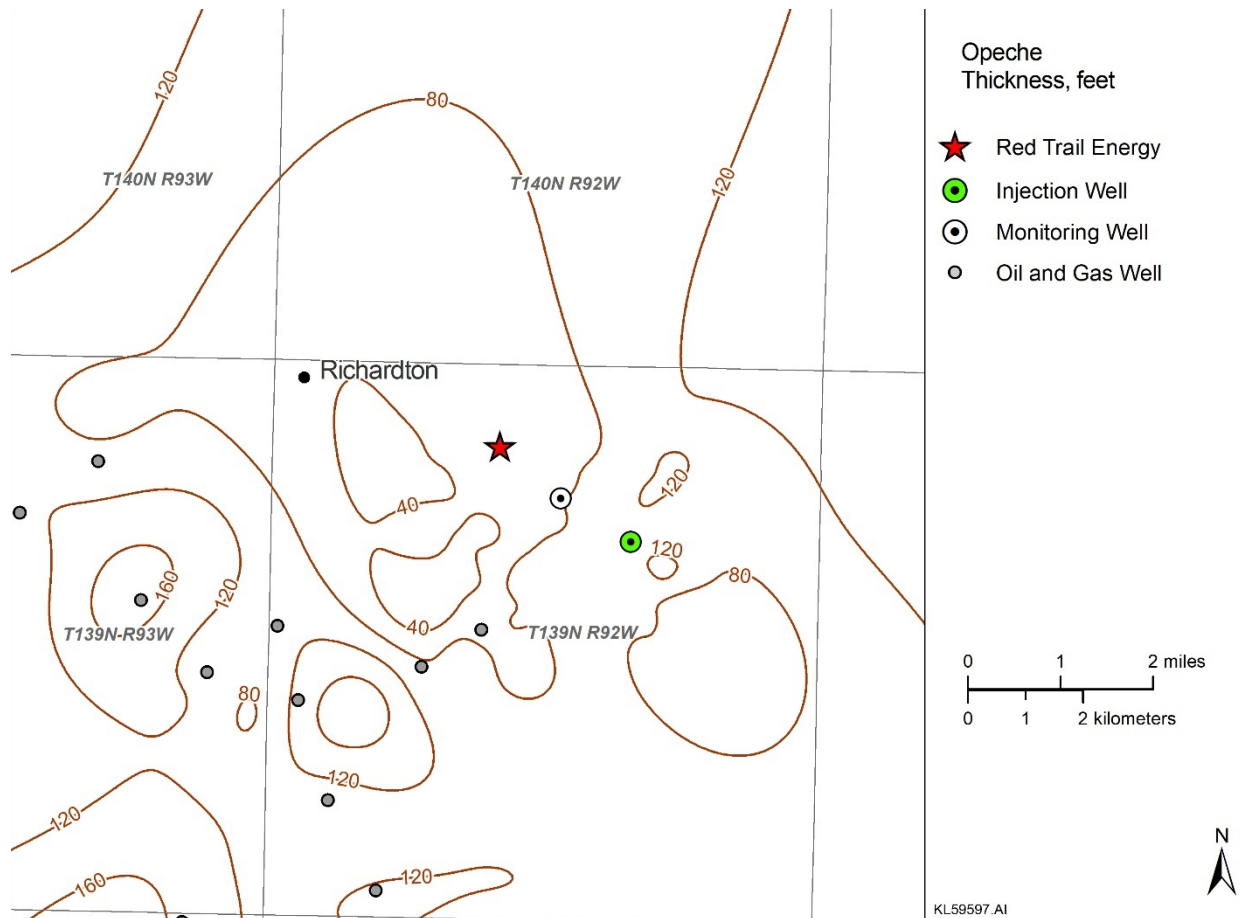 Opeche
Thickness, feet
Red Trail Energy
Injection Well
Monitoring Well
Oil and Gas Well
120
80
T140N R93W
T140N R92W
120
Richardton
40
120
120
160
120
80
T139N-R93W
40
T139N R92W
80
0 1 2 miles
0 1 2 kilometers
120
120
160
120
N
KL59597.AI